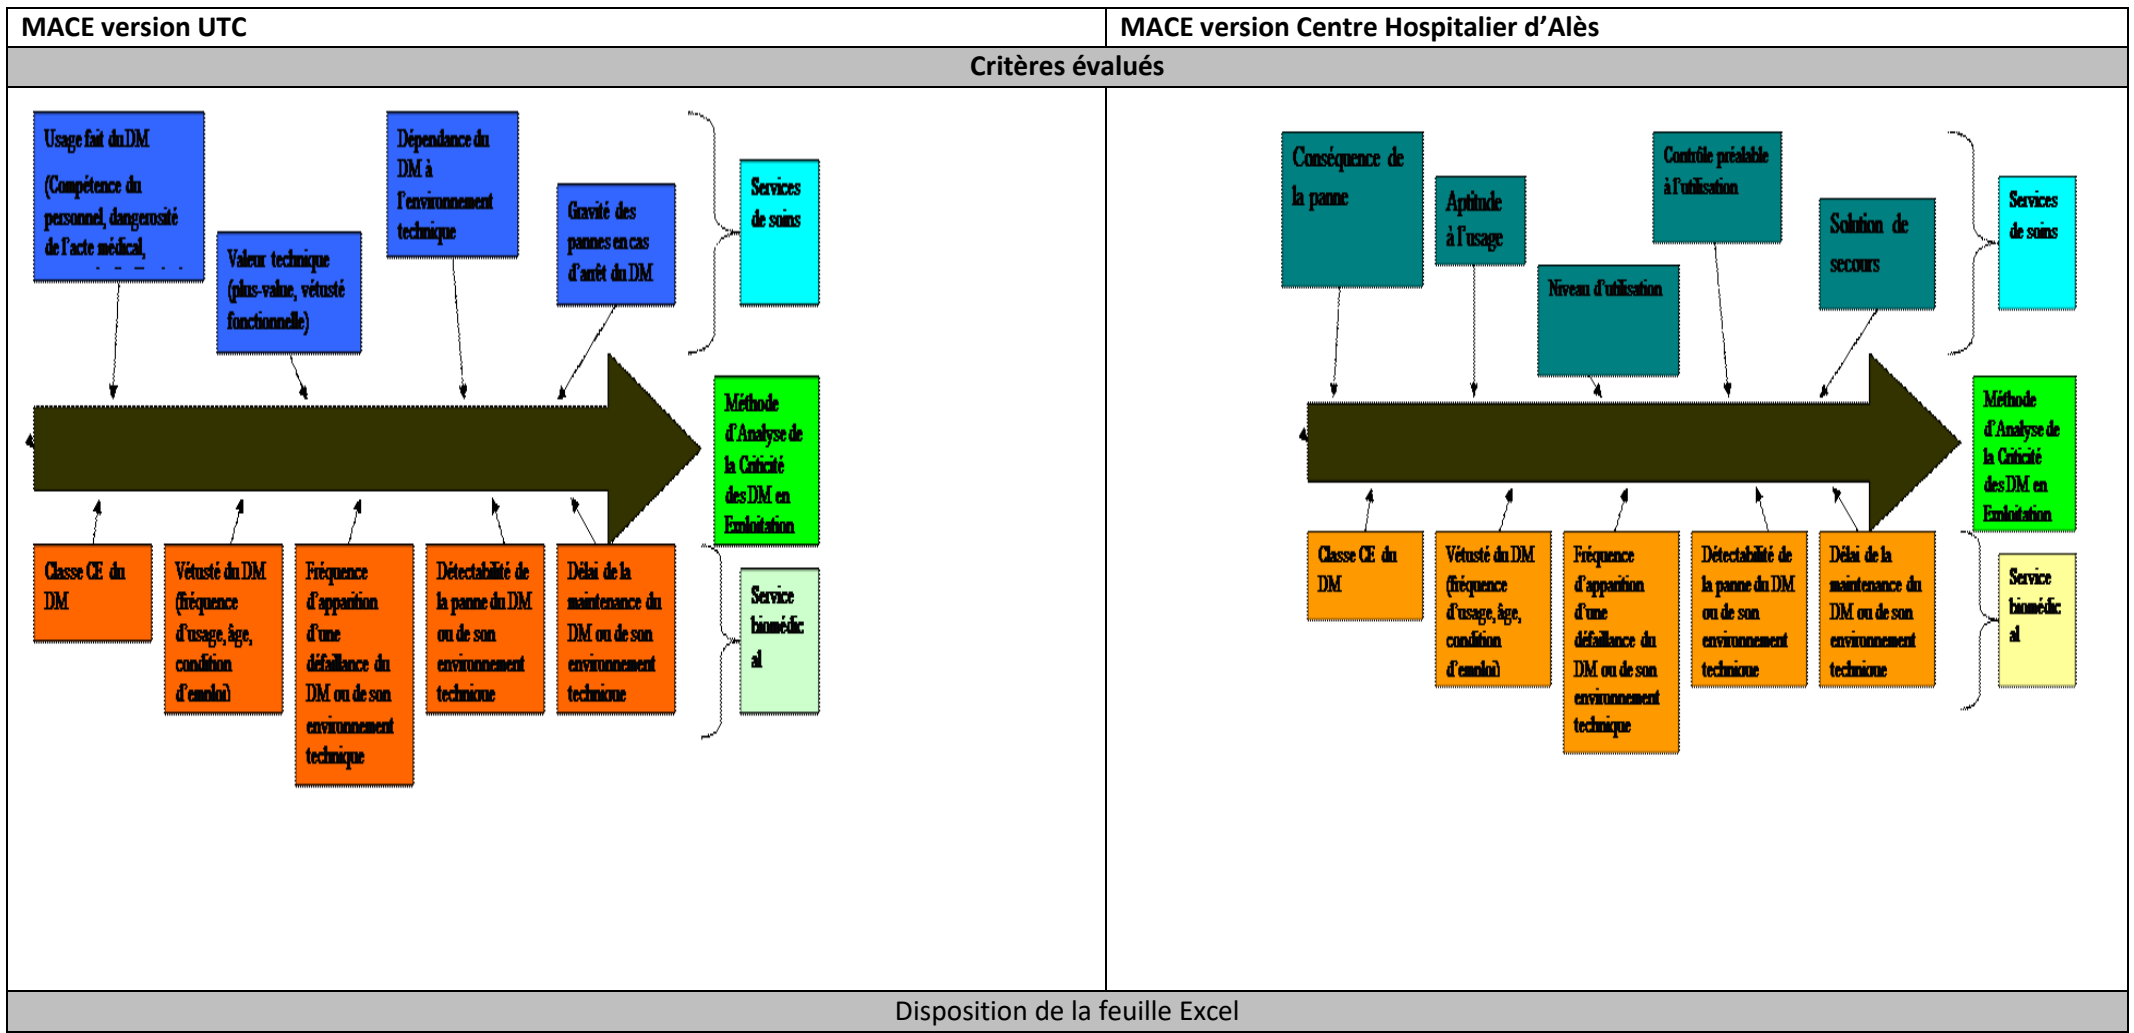 MACE version UTC
MACE version Centre Hospitalier d’Alès
Critères évalués
Usage fait du DM
(Compétence du
personnel, dangerosité
de l’acte médical,
Valeur technique
(plus-value, vétusté
fonctionnelle)
Dépendance du
DM à
l’environnement
technique
Gravité des
pannes en cas
d’arrêt du DM
Services
de soins
Méthode
d’Analyse de
la Criticité
des DM en
Exploitation
Classe CE du
DM
Vétusté du DM
(fréquence
d’usage, âge,
condition
d’emploi)
Fréquence
d’apparition
d’une
défaillance du
DM ou de son
environnement
technique
Détectabilité de
la panne du DM
ou de son
environnement
technique
Délai de la
maintenance du
DM ou de son
environnement
technique
Service
biomédic
al
Conséquence de
la panne
Aptitude
à l’usage
Niveau d’utilisation
Contrôle préalable
à l’utilisation
Solution de
secours
Services
de soins
Méthode
d’Analyse de
la Criticité
des DM en
Exploitation
Classe CE du
DM
Vétusté du DM
(fréquence
d’usage, âge,
condition
d’emploi)
Fréquence
d’apparition
d’une
défaillance du
DM ou de son
environnement
technique
Détectabilité de
la panne du DM
ou de son
environnement
technique
Délai de la
maintenance du
DM ou de son
environnement
technique
Service
biomédic
al
Disposition de la feuille Excel